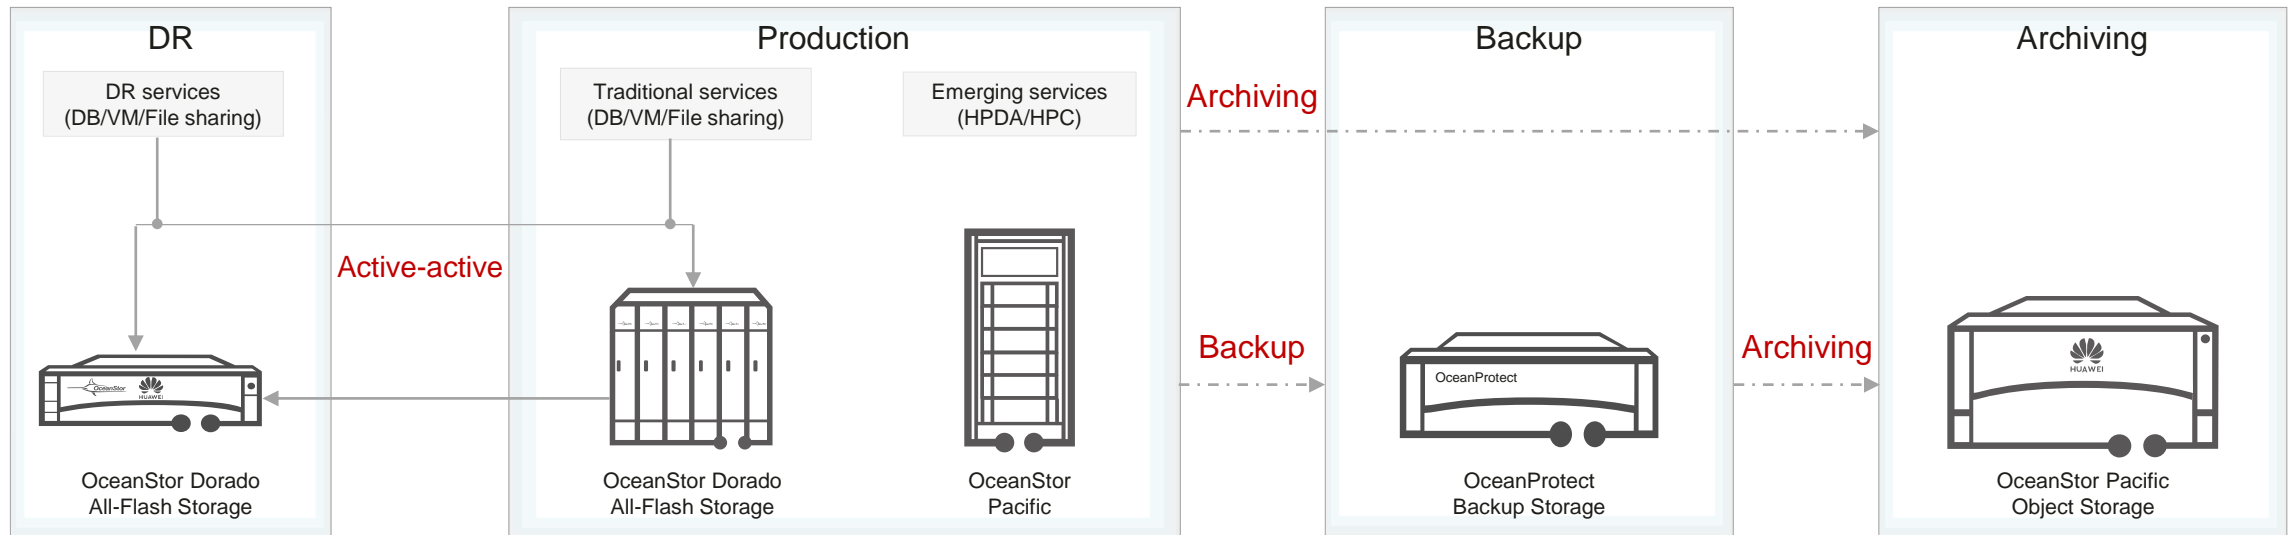 DR
Production
Backup
Archiving
DR services
(DB/VM/File sharing)
Traditional services
(DB/VM/File sharing)
Emerging services
(HPDA/HPC)
Archiving
Active-active
Backup
Archiving
OceanStor
HUAWEI
OceanProtect
HUAWEI
OceanStor Dorado
All-Flash Storage
OceanStor Dorado
All-Flash Storage
OceanStor
Pacific
OceanProtect
Backup Storage
OceanStor Pacific
Object Storage